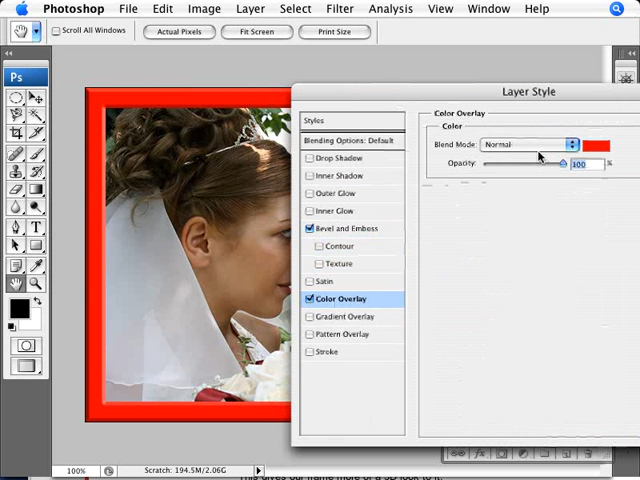 Photoshop File Edit Image Layer Select Filter Analysis View Window Help
Scroll All Windows Actual Pixels Fit Screen Print Size
Ps
Layer Style
Styles
Blending Options: Default
Drop Shadow
Inner Shadow
Outer Glow
Inner Glow
Bevel and Emboss
Contour
Texture
Satin
Color Overlay
Gradient Overlay
Pattern Overlay
Stroke
Color Overlay
Color
Blend Mode: Normal
Opacity: 100 %
100% Scratch: 194.5M/2.06G
This gives our frame more of a 3D look to it.